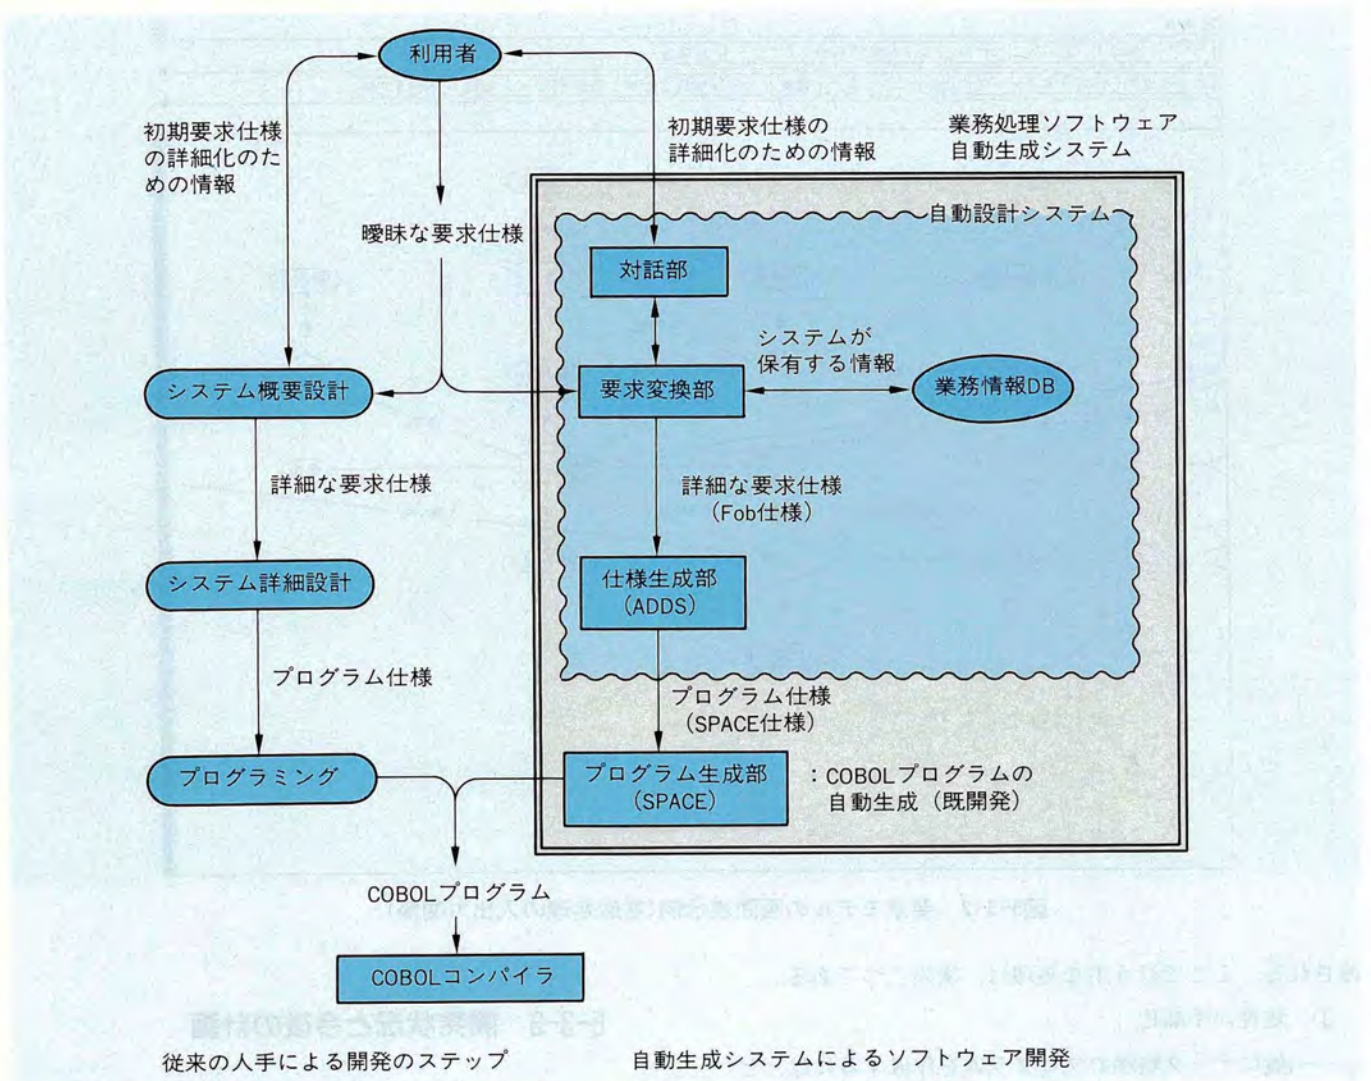 利用者
初期要求仕様
の詳細化のた
めの情報
初期要求仕様の
詳細化のための情報
業務処理ソフトウェア
自動生成システム
曖昧な要求仕様
自動設計システム
対話部
システムが
保有する情報
システム概要設計
要求変換部
業務情報DB
詳細な要求仕様
詳細な要求仕様
(Fob仕様)
システム詳細設計
仕様生成部
(ADDS)
プログラム仕様
プログラム仕様
(SPACE仕様)
プログラミング
プログラム生成部
(SPACE)
:COBOLプログラムの
自動生成(既開発)
COBOLプログラム
COBOLコンパイラ
従来の人手による開発のステップ
自動生成システムによるソフトウェア開発